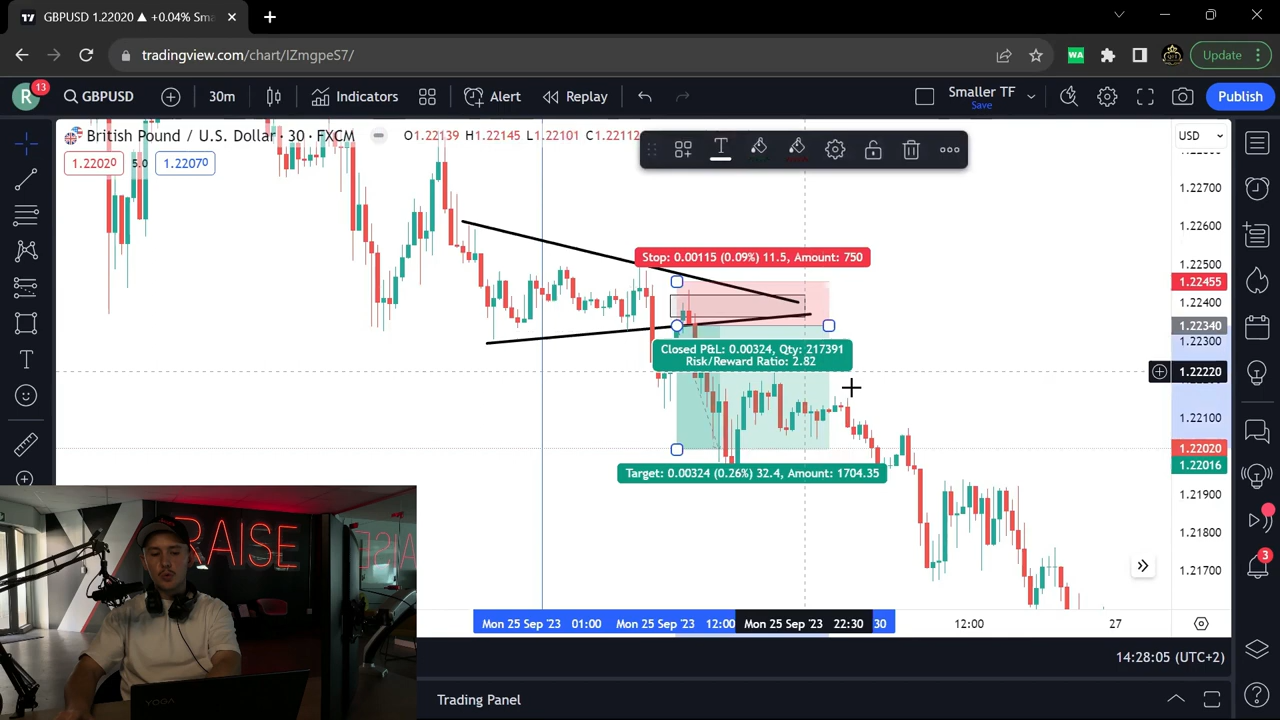 GBPUSD 1.22020 ▲ +0.04% Sma
tradingview.com/chart/IZmgpeS7/
Update
R
13
GBPUSD
30m
Indicators
Alert
Replay
Smaller TF
Save
Publish
British Pound / U.S. Dollar · 30 · FXCM
O1.22139 H1.22145 L1.22101 C1.22112
USD
1.22020
5.0
1.22070
1.22700
1.22600
1.22500
1.22455
1.22400
1.22340
1.22300
1.22220
1.22100
1.22020
1.22016
1.21900
1.21800
1.21700
Stop: 0.00115 (0.09%) 11.5, Amount: 750
Closed P&L: 0.00324, Qty: 217391
Risk/Reward Ratio: 2.82
Target: 0.00324 (0.26%) 32.4, Amount: 1704.35
RAISE
Mon 25 Sep '23 01:00
Mon 25 Sep '23 12:00
Mon 25 Sep '23 22:30
30
12:00
27
3
14:28:05 (UTC+2)
Trading Panel
YOGA